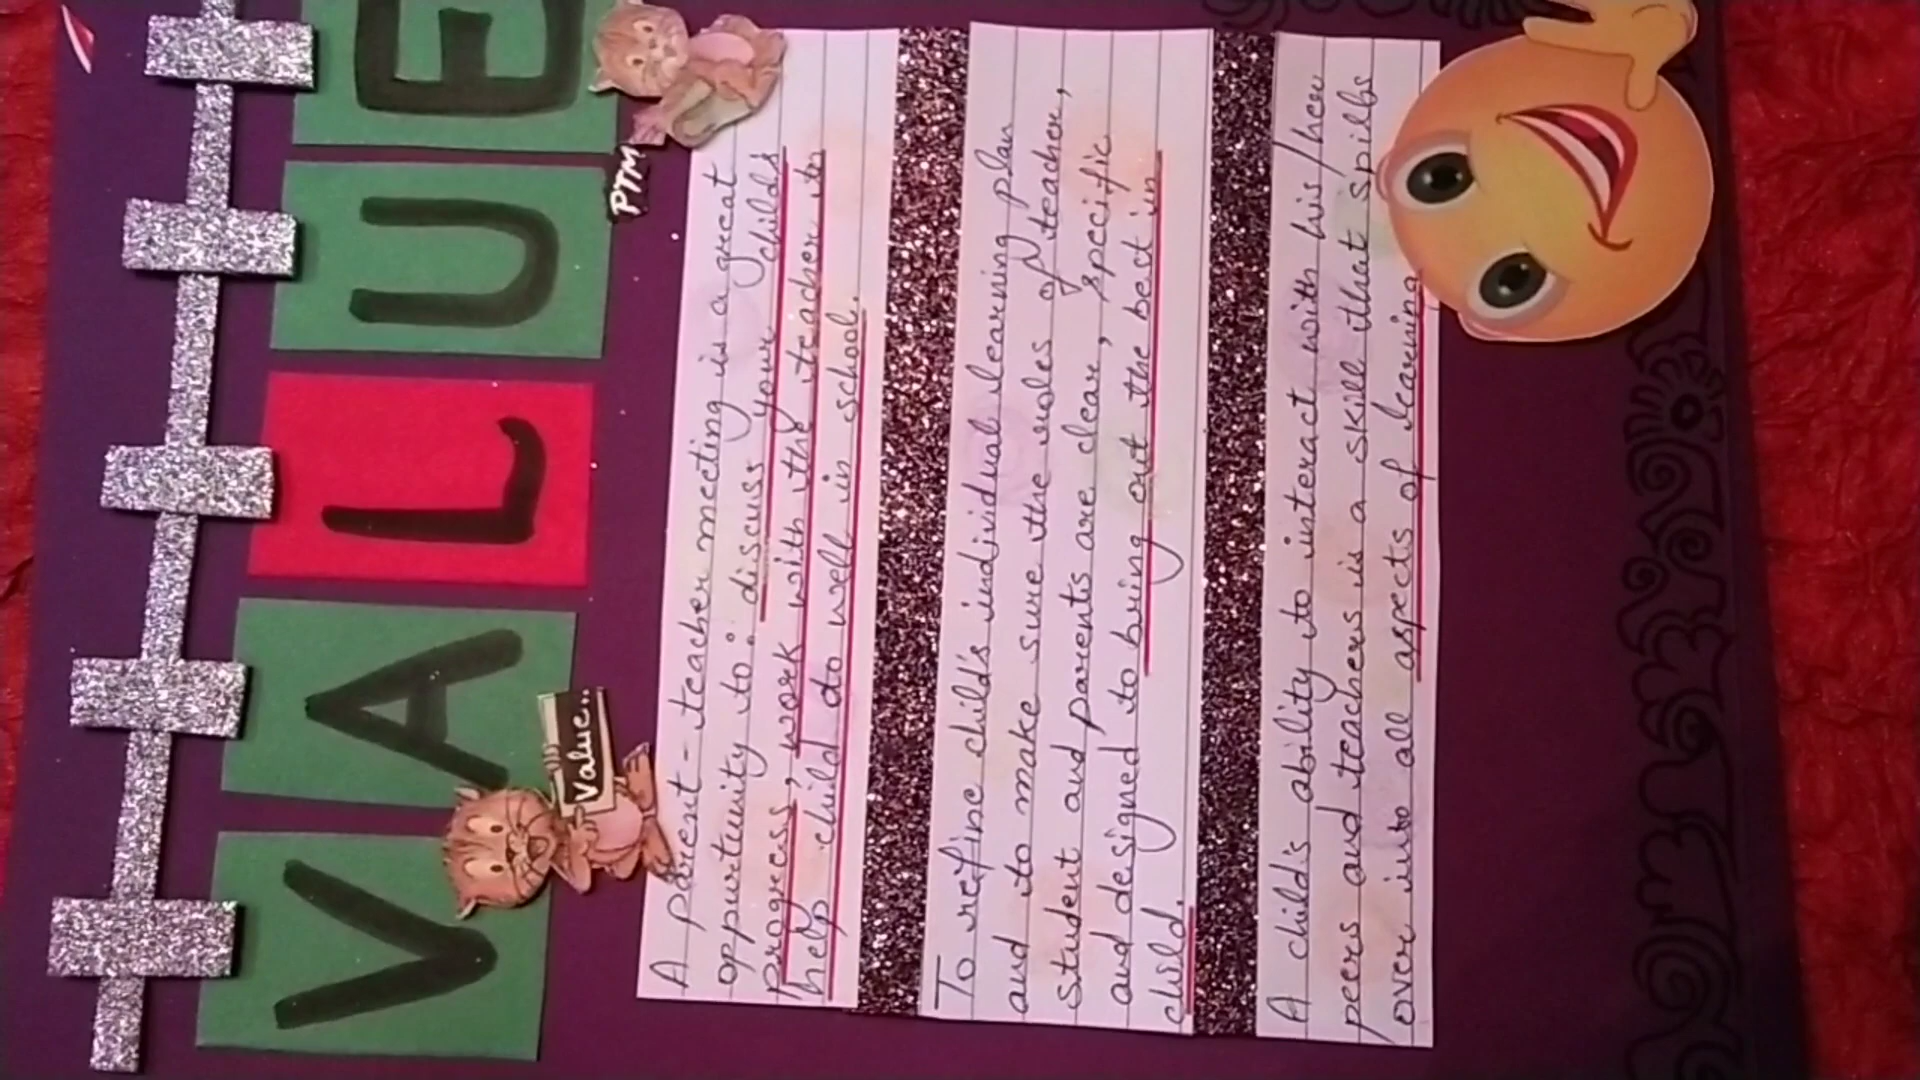 VALUE
value..
PTM
A parent-teacher meeting is a great
oppurtunity to: discuss your child's
progress, work with the teacher to
help child do well in school.
To refine child's individual learning plan
and to make sure the roles of teacher,
student and parents are clear, specific
and designed to bring out the best in
child.
A child's ability to interact with his/her
peers and teachers is a skill that spills
over into all aspects of learning